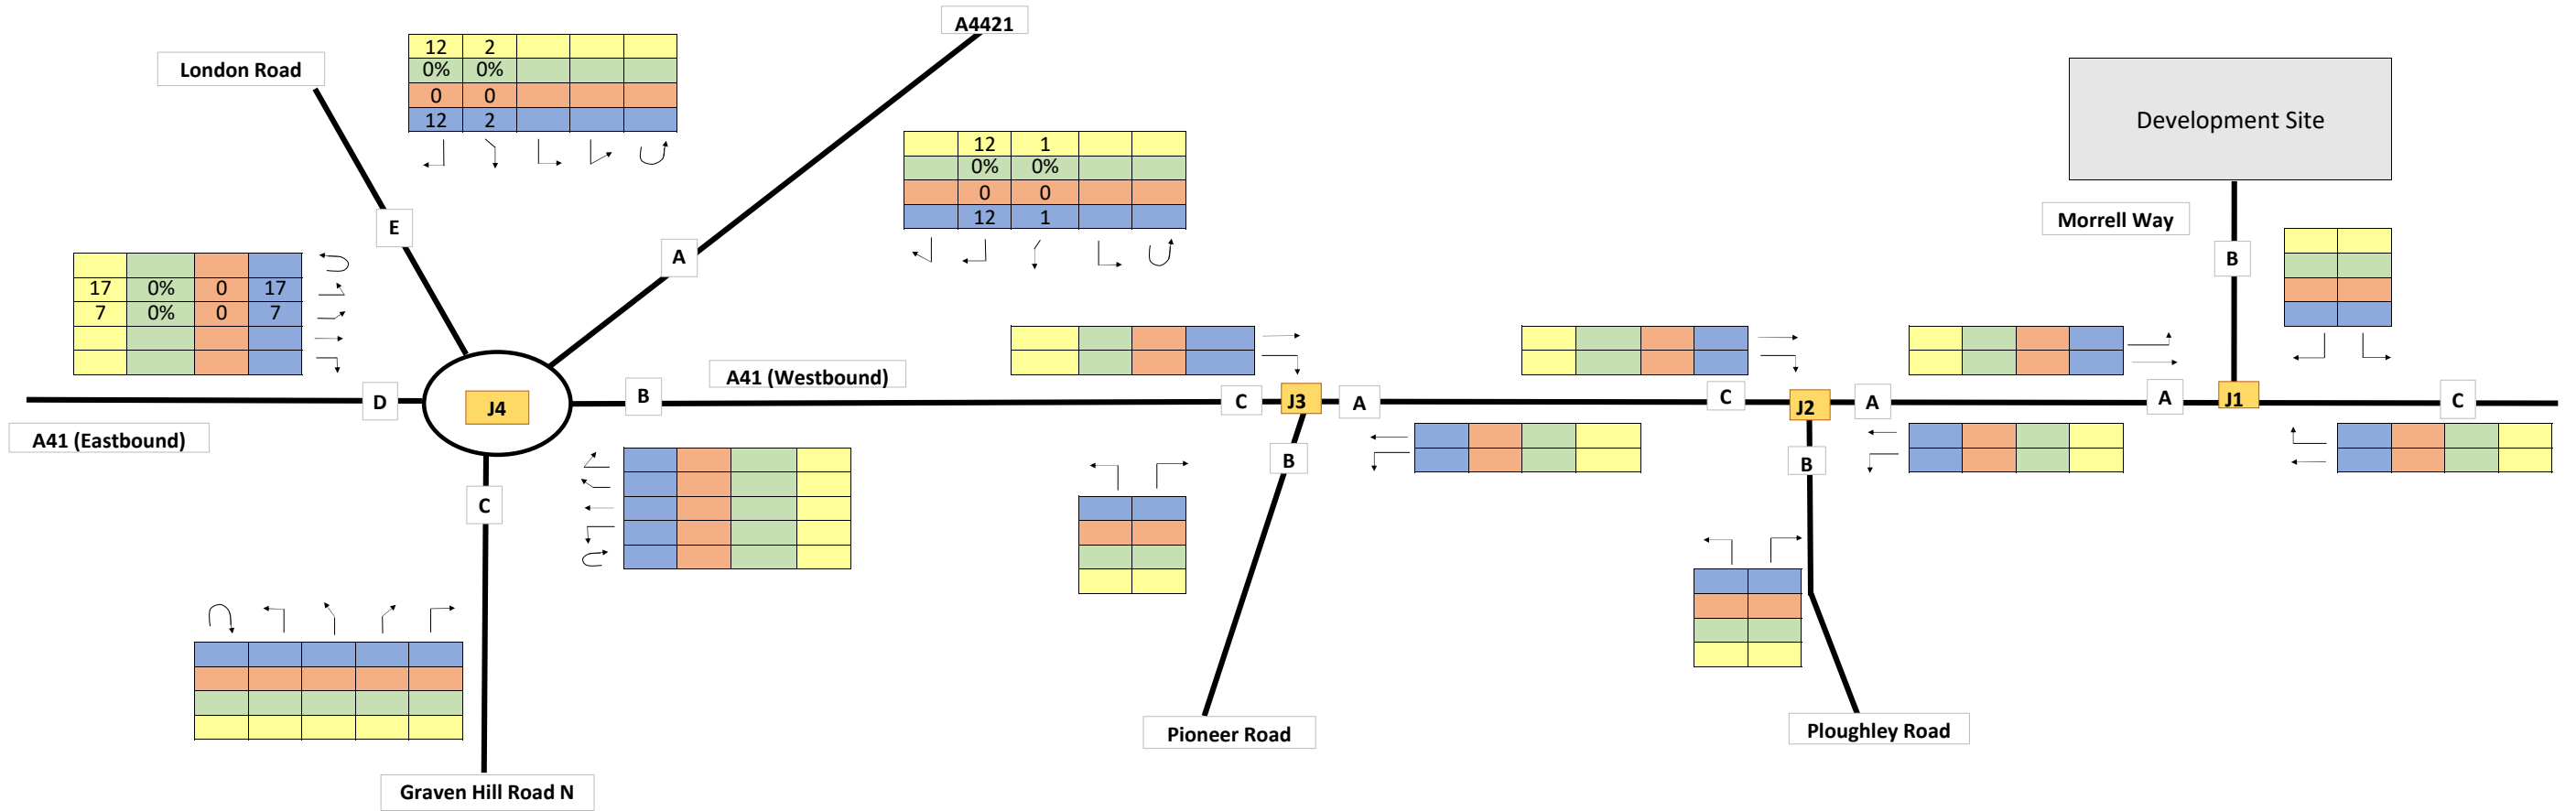 A4421
London Road
12 2
0% 0%
0 0
12 2
Development Site
12 1
0% 0%
0 0
12 1
Morrell Way
E
A
B
17 0% 0 17
7 0% 0 7
A41 (Westbound)
D
J4
B
C
J3
A
C
J2
A
A
J1
C
A41 (Eastbound)
B
B
C
Pioneer Road
Ploughley Road
Graven Hill Road N